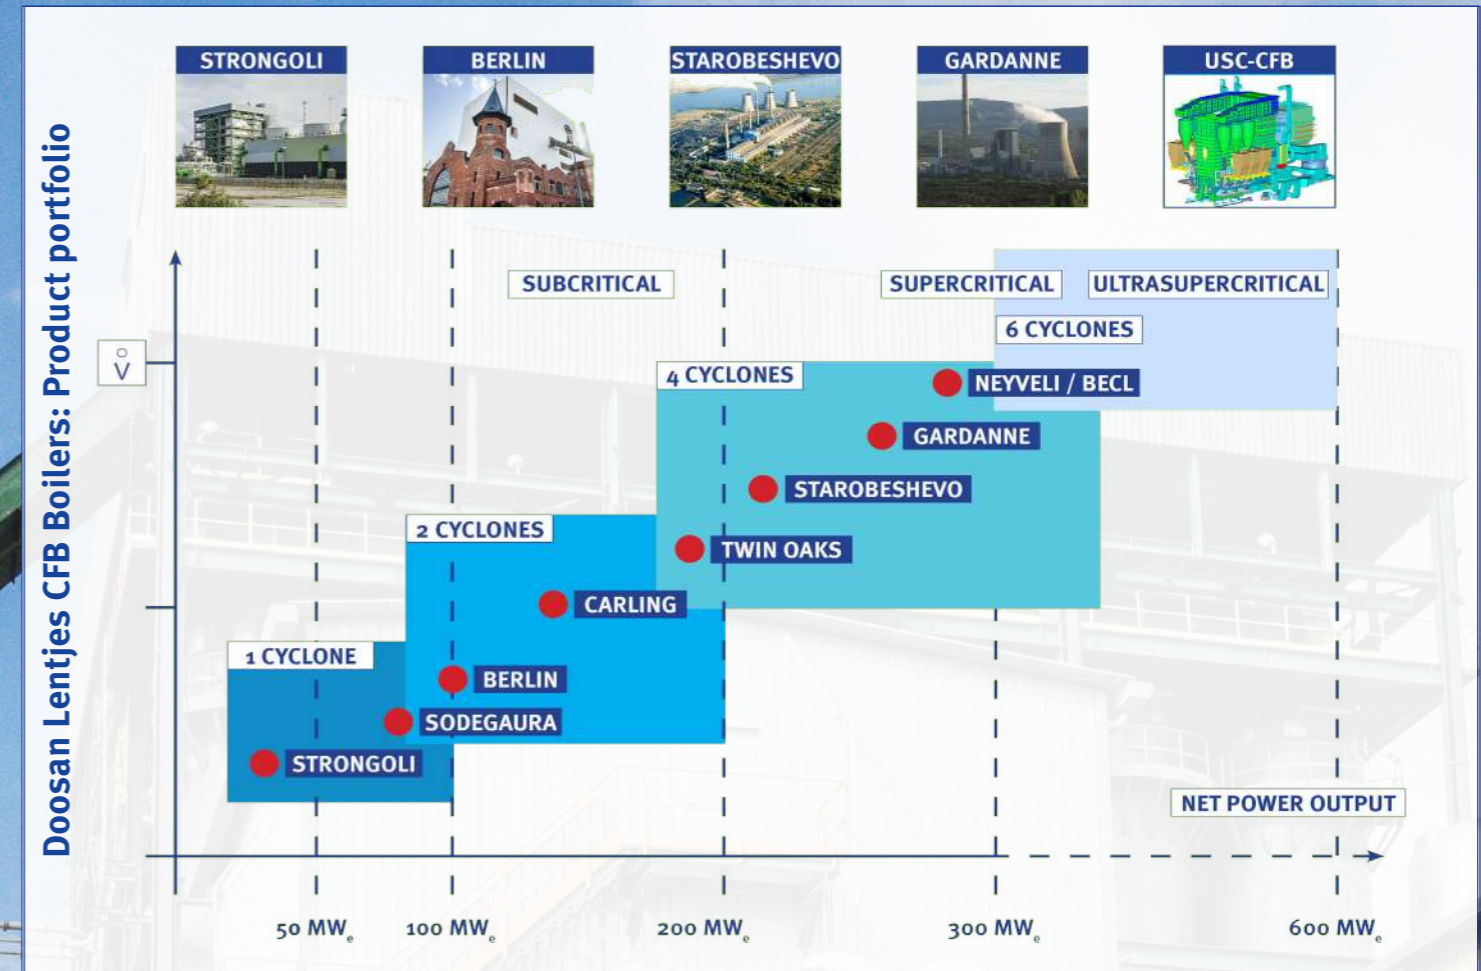 Doosan Lentjes CFB Boilers: Product portfolio
STRONGOLI
BERLIN
STAROBESHEVO
GARDANNE
USC-CFB
SUBCRITICAL
SUPERCRITICAL
ULTRASUPERCRITICAL
6 CYCLONES
V̊
4 CYCLONES
NEYVELI / BECL
GARDANNE
STAROBESHEVO
2 CYCLONES
TWIN OAKS
CARLING
1 CYCLONE
BERLIN
SODEGAURA
STRONGOLI
NET POWER OUTPUT
50 MWₑ
100 MWₑ
200 MWₑ
300 MWₑ
600 MWₑ